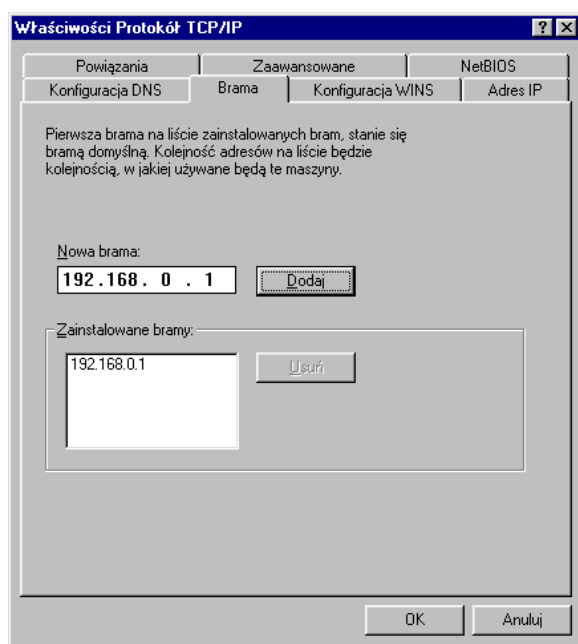 Właściwości Protokół TCP/IP
Powiązania Zaawansowane NetBIOS
Konfiguracja DNS Brama Konfiguracja WINS Adres IP
Pierwsza brama na liście zainstalowanych bram, stanie się
bramą domyślną. Kolejność adresów na liście będzie
kolejnością, w jakiej używane będą te maszyny.
Nowa brama:
192.168. 0 . 1 Dodaj
Zainstalowane bramy:
192.168.0.1 Usuń
OK Anuluj